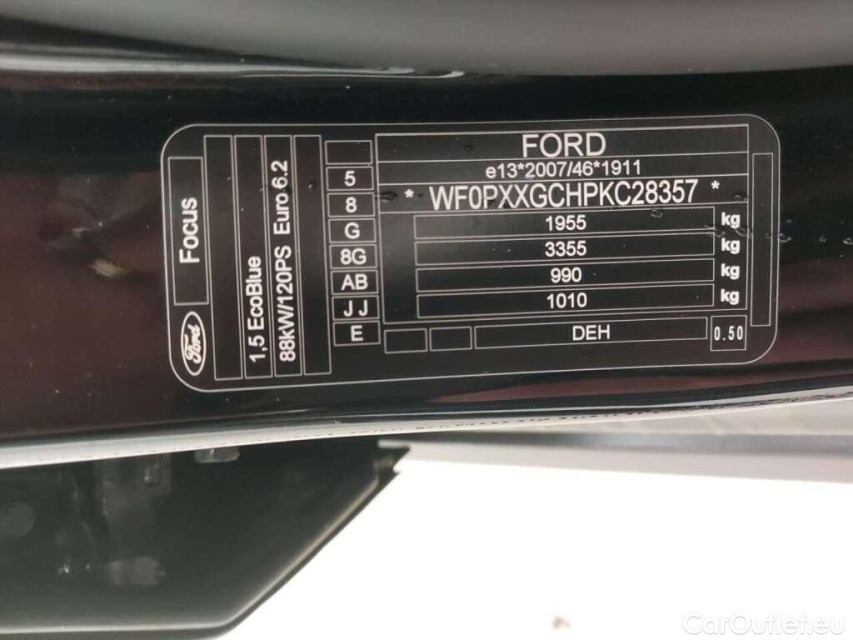 FORD
e13*2007/46*1911
* WF0PXXGCHPKC28357 *
1955 kg
3355 kg
990 kg
1010 kg
DEH 0.50
5
8
G
8G
AB
JJ
E
Focus
Ford
1,5 EcoBlue
88kW/120PS Euro 6.2
CarOutlet.eu